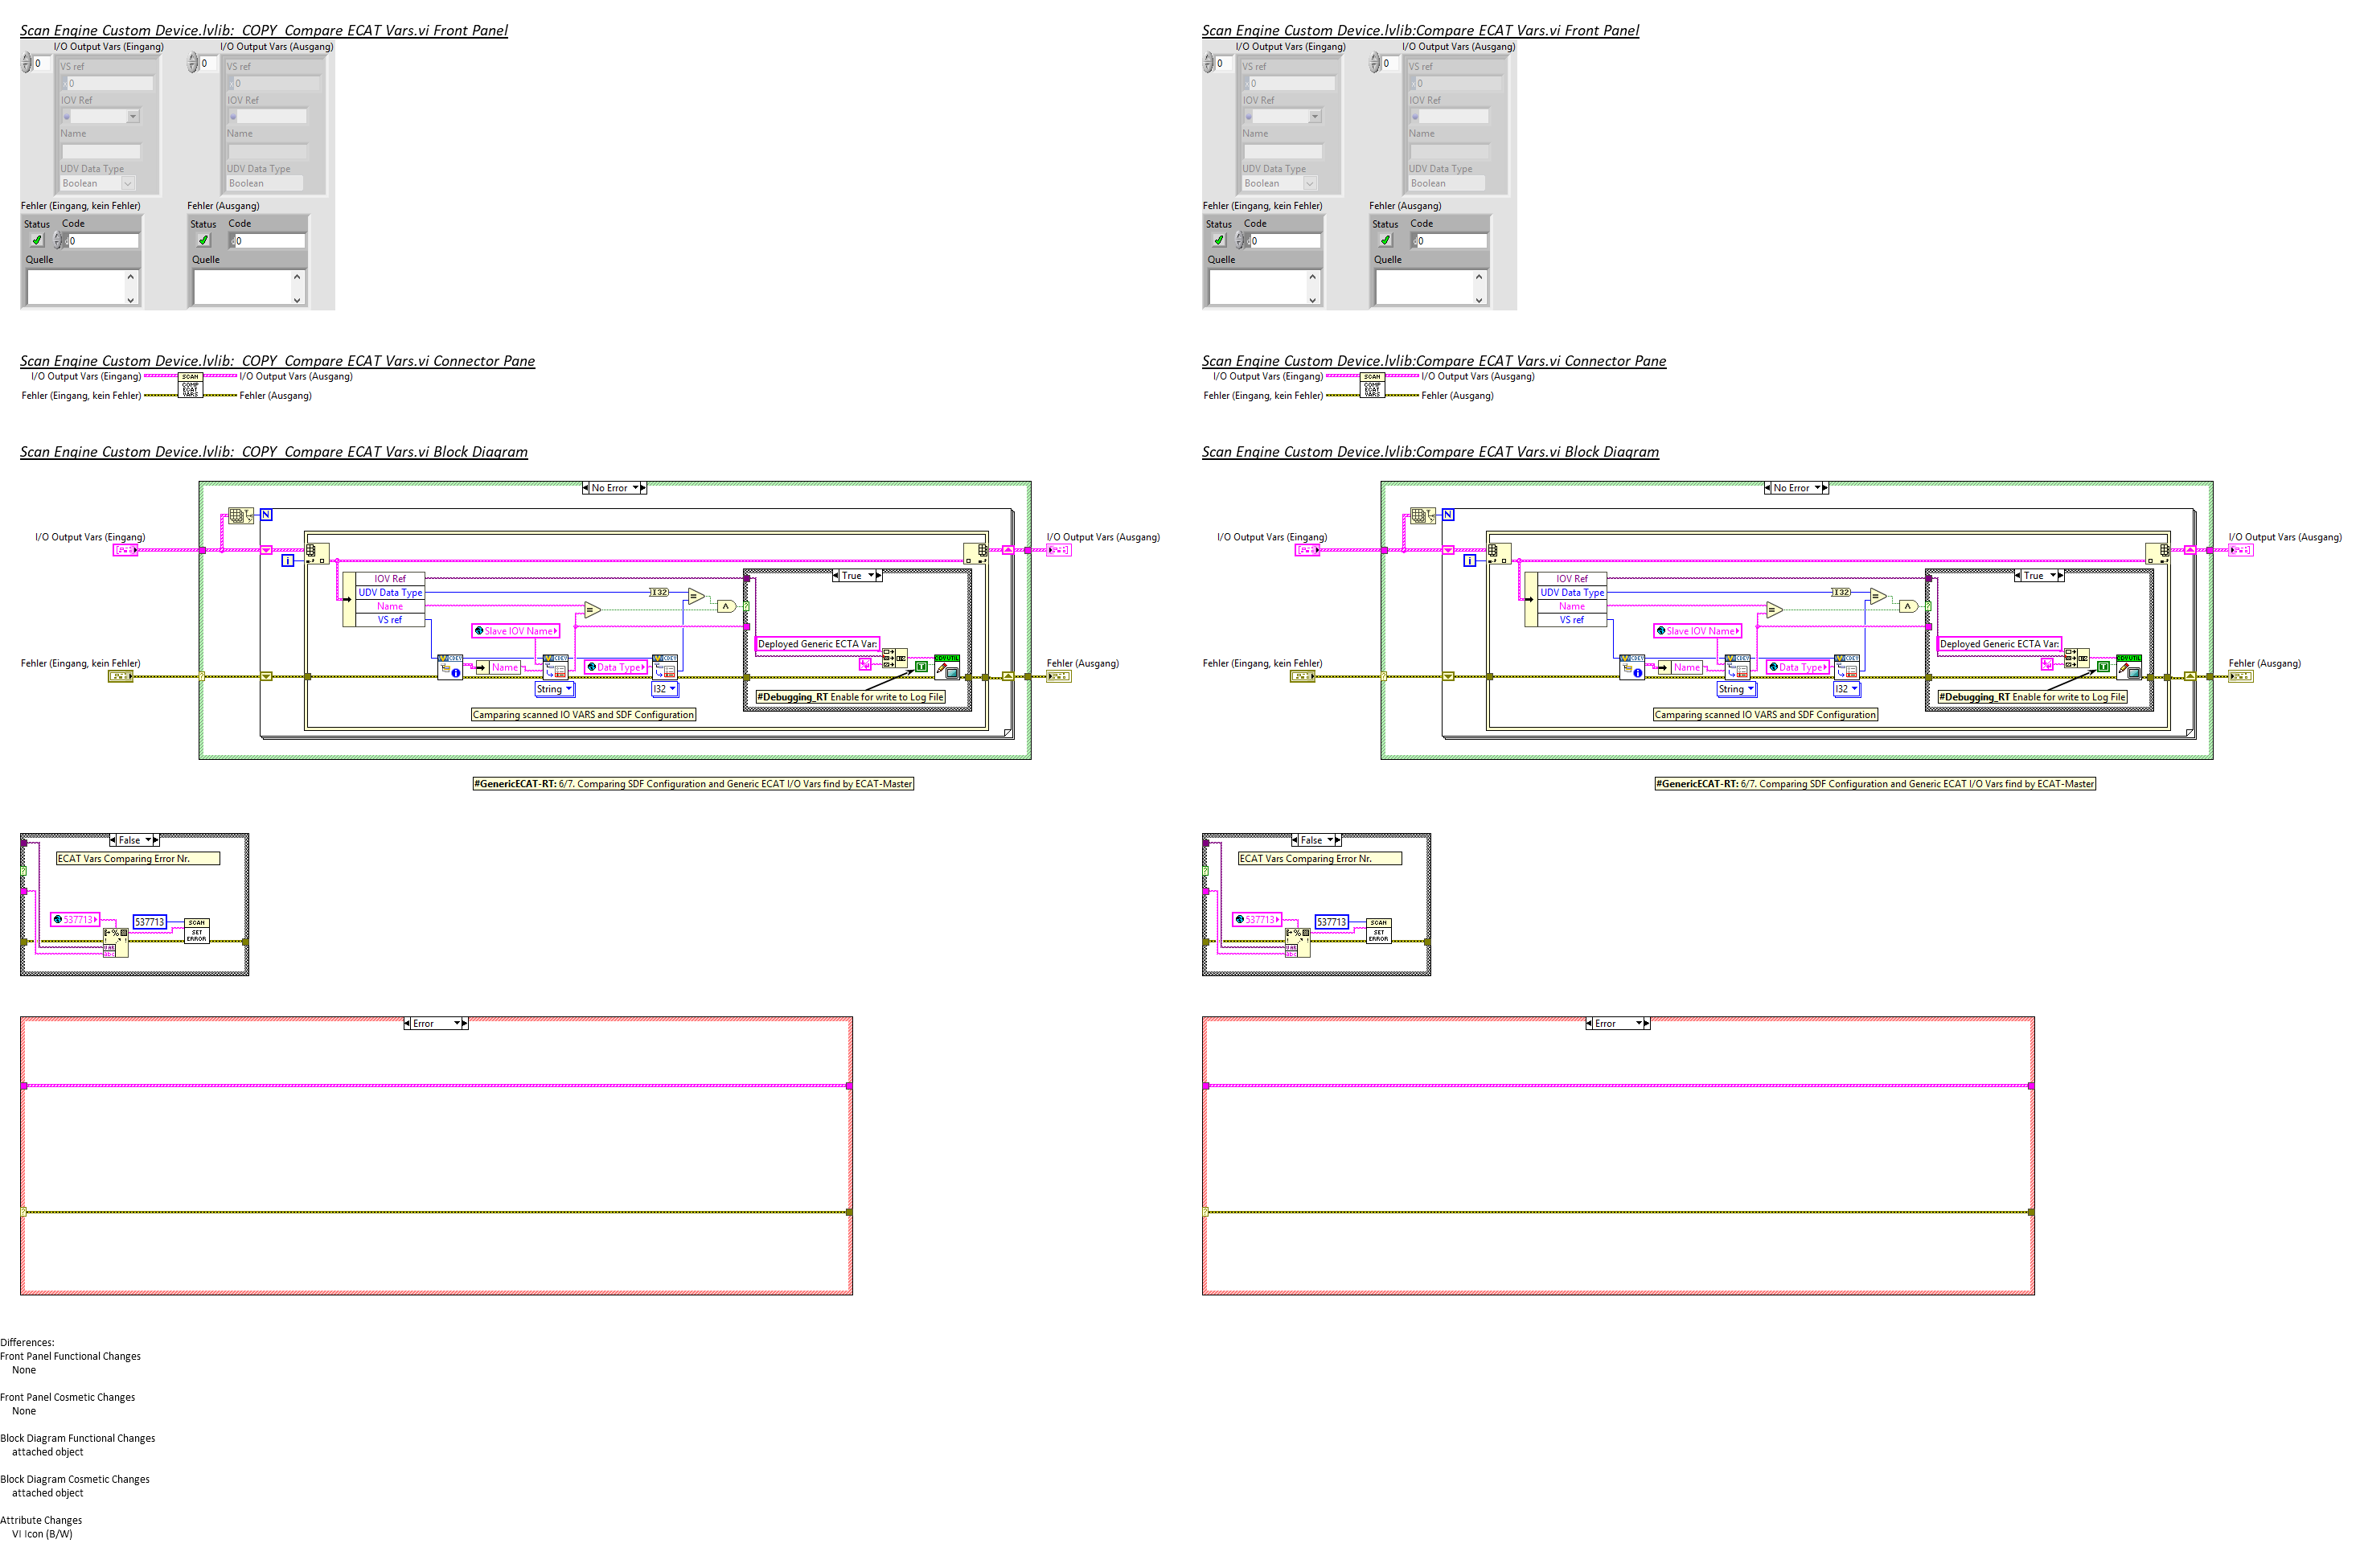 Scan Engine Custom Device.lvlib:_COPY_Compare ECAT Vars.vi Front Panel
I/O Output Vars (Eingang)
I/O Output Vars (Ausgang)
0
0
VS ref
VS ref
0
0
IOV Ref
IOV Ref
Name
Name
UDV Data Type
UDV Data Type
Boolean
Boolean
Fehler (Eingang, kein Fehler)
Fehler (Ausgang)
Status Code
Status Code
0
0
Quelle
Quelle
Scan Engine Custom Device.lvlib:Compare ECAT Vars.vi Front Panel
I/O Output Vars (Eingang)
I/O Output Vars (Ausgang)
0
0
VS ref
VS ref
0
0
IOV Ref
IOV Ref
Name
Name
UDV Data Type
UDV Data Type
Boolean
Boolean
Fehler (Eingang, kein Fehler)
Fehler (Ausgang)
Status Code
Status Code
0
0
Quelle
Quelle
Scan Engine Custom Device.lvlib:_COPY_Compare ECAT Vars.vi Connector Pane
I/O Output Vars (Eingang)
SCAN
COMP
ECAT
VARS
I/O Output Vars (Ausgang)
Fehler (Eingang, kein Fehler)
Fehler (Ausgang)
Scan Engine Custom Device.lvlib:Compare ECAT Vars.vi Connector Pane
I/O Output Vars (Eingang)
SCAN
COMP
ECAT
VARS
I/O Output Vars (Ausgang)
Fehler (Eingang, kein Fehler)
Fehler (Ausgang)
Scan Engine Custom Device.lvlib:_COPY_Compare ECAT Vars.vi Block Diagram
No Error
N
I/O Output Vars (Eingang)
I/O Output Vars (Ausgang)
i
IOV Ref
UDV Data Type
Name
VS ref
I32
True
Slave IOV Name
Deployed Generic ECTA Var:
Fehler (Eingang, kein Fehler)
Fehler (Ausgang)
Name
Data Type
T
String
I32
#Debugging_RT Enable for write to Log File
Camparing scanned IO VARS and SDF Configuration
#GenericECAT-RT: 6/7. Comparing SDF Configuration and Generic ECAT I/O Vars find by ECAT-Master
False
ECAT Vars Comparing Error Nr.
537713
537713
SCAN
SET
ERROR
Error
Scan Engine Custom Device.lvlib:Compare ECAT Vars.vi Block Diagram
No Error
N
I/O Output Vars (Eingang)
I/O Output Vars (Ausgang)
i
IOV Ref
UDV Data Type
Name
VS ref
I32
True
Slave IOV Name
Deployed Generic ECTA Var:
Fehler (Eingang, kein Fehler)
Fehler (Ausgang)
Name
Data Type
T
String
I32
#Debugging_RT Enable for write to Log File
Camparing scanned IO VARS and SDF Configuration
#GenericECAT-RT: 6/7. Comparing SDF Configuration and Generic ECAT I/O Vars find by ECAT-Master
False
ECAT Vars Comparing Error Nr.
537713
537713
SCAN
SET
ERROR
Error
Differences:
Front Panel Functional Changes
None
Front Panel Cosmetic Changes
None
Block Diagram Functional Changes
attached object
Block Diagram Cosmetic Changes
attached object
Attribute Changes
VI Icon (B/W)